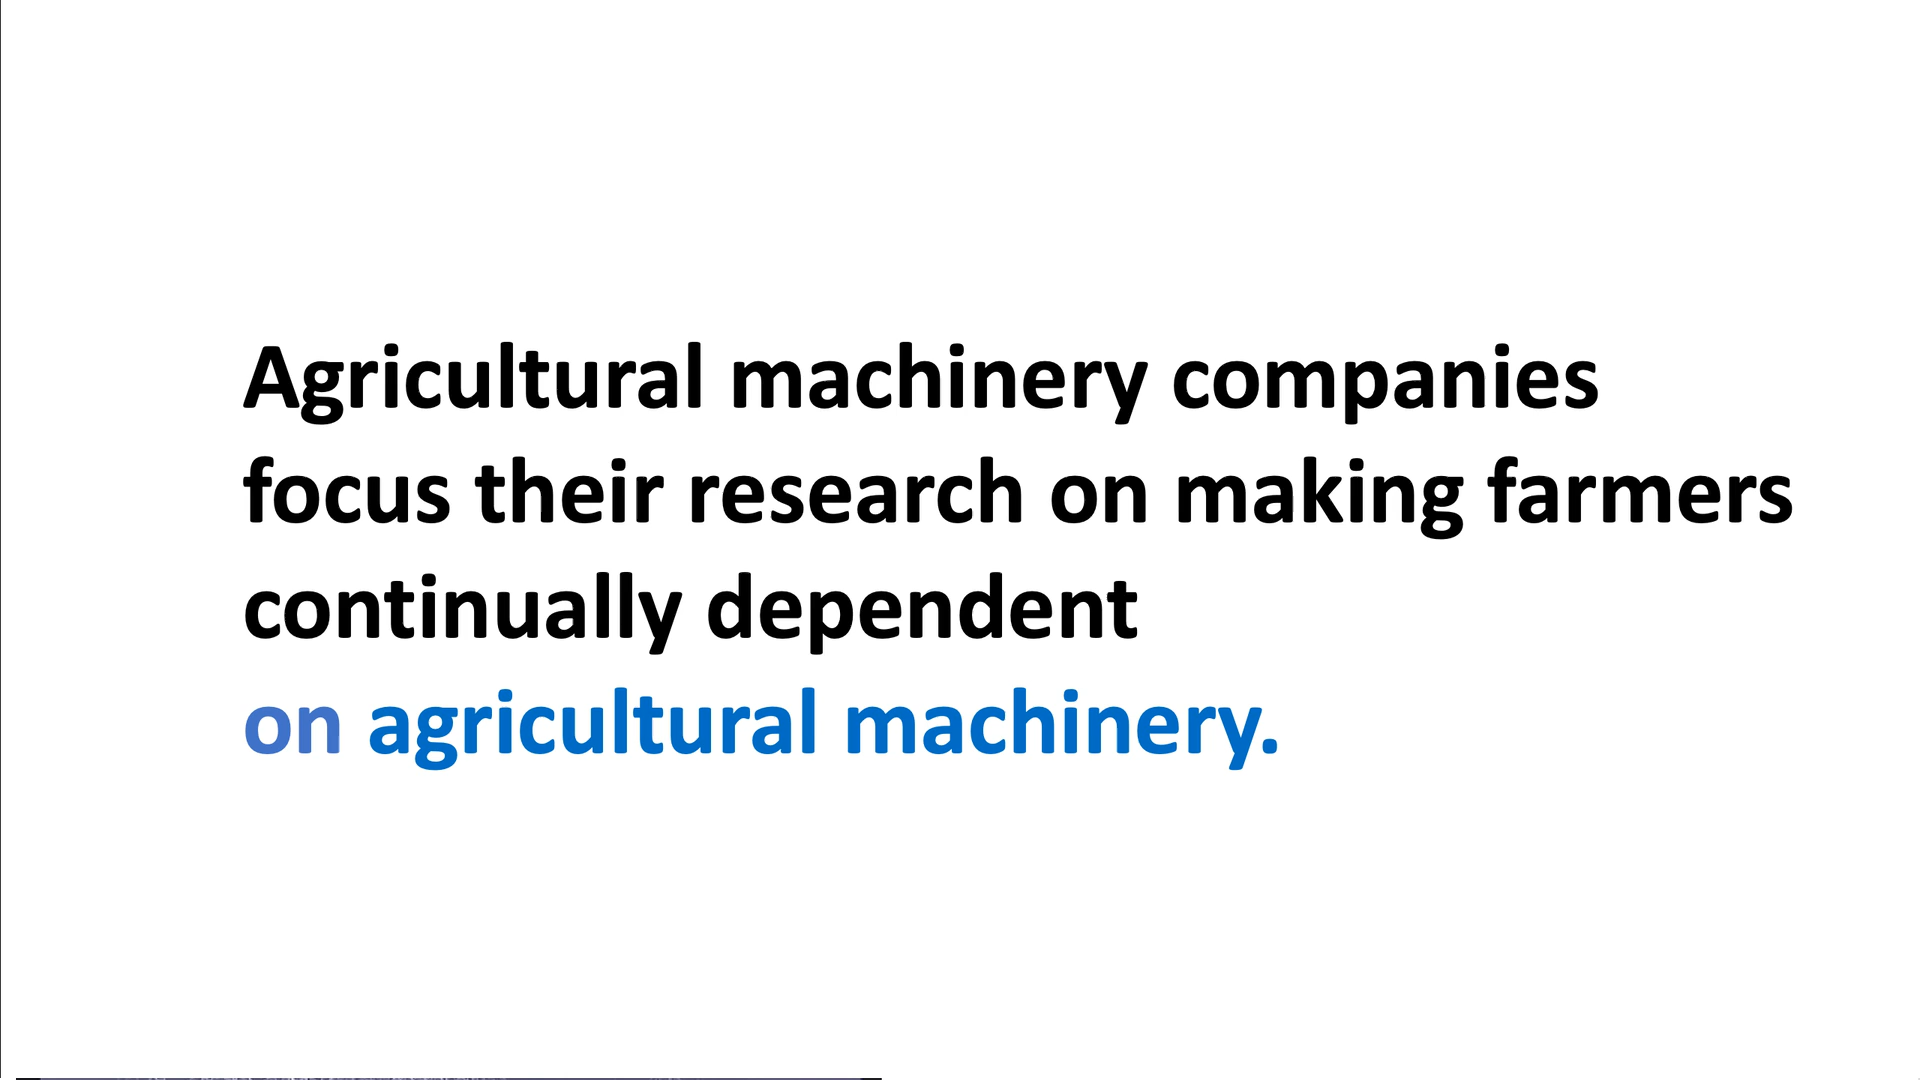 Agricultural machinery companies
focus their research on making farmers
continually dependent
on agricultural machinery.